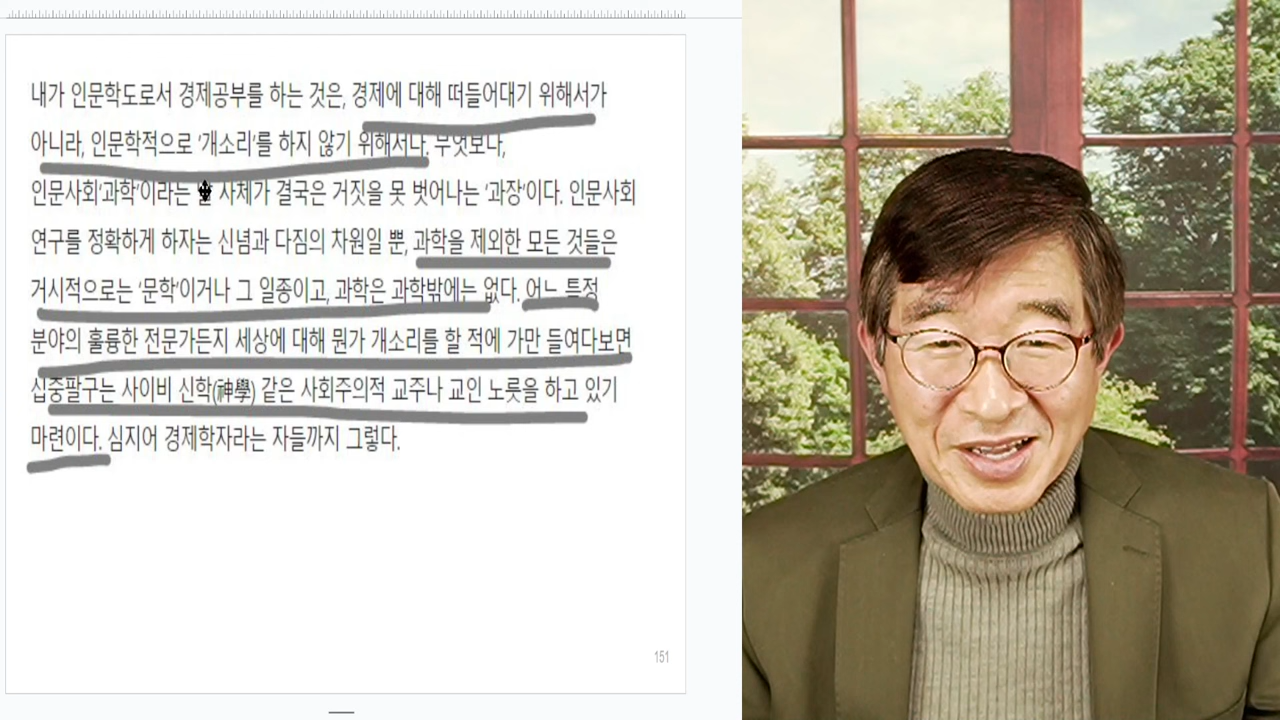 내가 인문학도로서 경제공부를 하는 것은, 경제에 대해 떠들어대기 위해서가
아니라, 인문학적으로 '개소리'를 하지 않기 위해서다. 무엇보다,
인문사회'과학'이라는 자체가 결국은 거짓을 못 벗어나는 '과장'이다. 인문사회
연구를 정확하게 하자는 신념과 다짐의 차원일 뿐, 과학을 제외한 모든 것들은
거시적으로는 '문학'이거나 그 일종이고, 과학은 과학밖에는 없다. 어느 특정
분야의 훌륭한 전문가든지 세상에 대해 뭔가 개소리를 할 적에 가만 들여다보면
십중팔구는 사이비 신학(神學) 같은 사회주의적 교주나 교인 노릇을 하고 있기
마련이다. 심지어 경제학자라는 자들까지 그렇다.
151